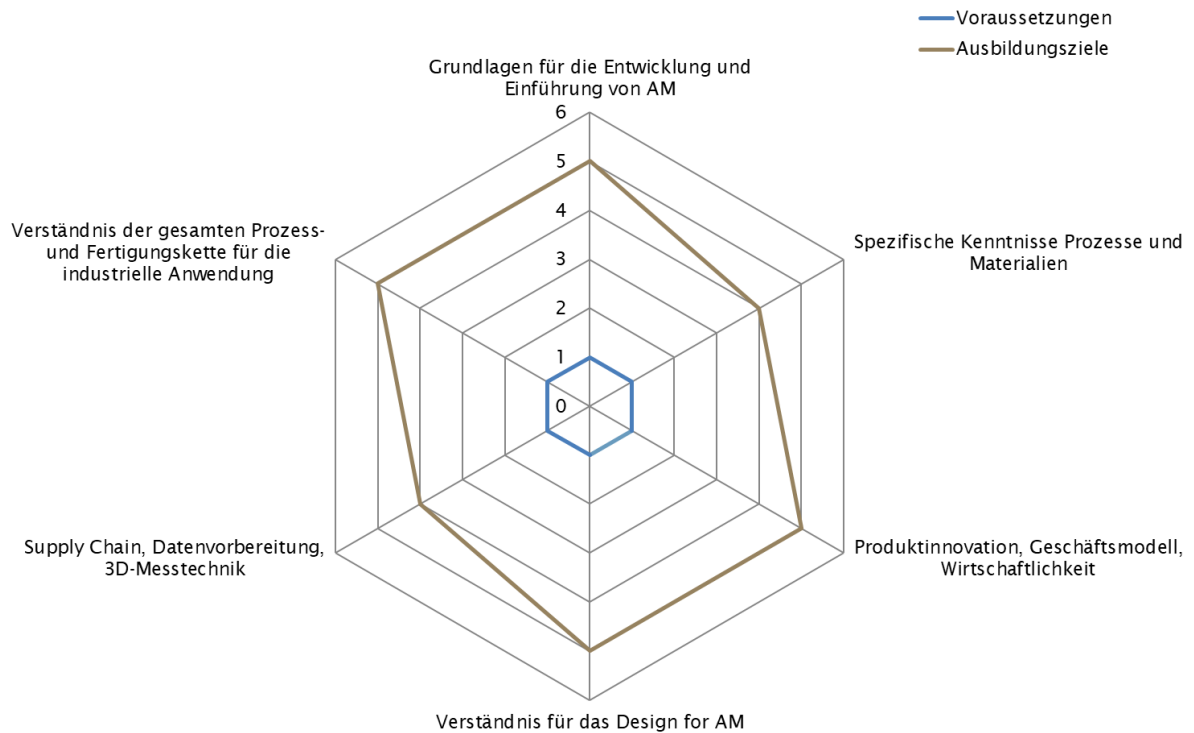 Voraussetzungen
Ausbildungsziele
Grundlagen für die Entwicklung und
Einführung von AM
6
5
4
3
2
1
0
Verständnis der gesamten Prozess-
und Fertigungskette für die
industrielle Anwendung
Spezifische Kenntnisse Prozesse und
Materialien
Supply Chain, Datenvorbereitung,
3D-Messtechnik
Produktinnovation, Geschäftsmodell,
Wirtschaftlichkeit
Verständnis für das Design for AM